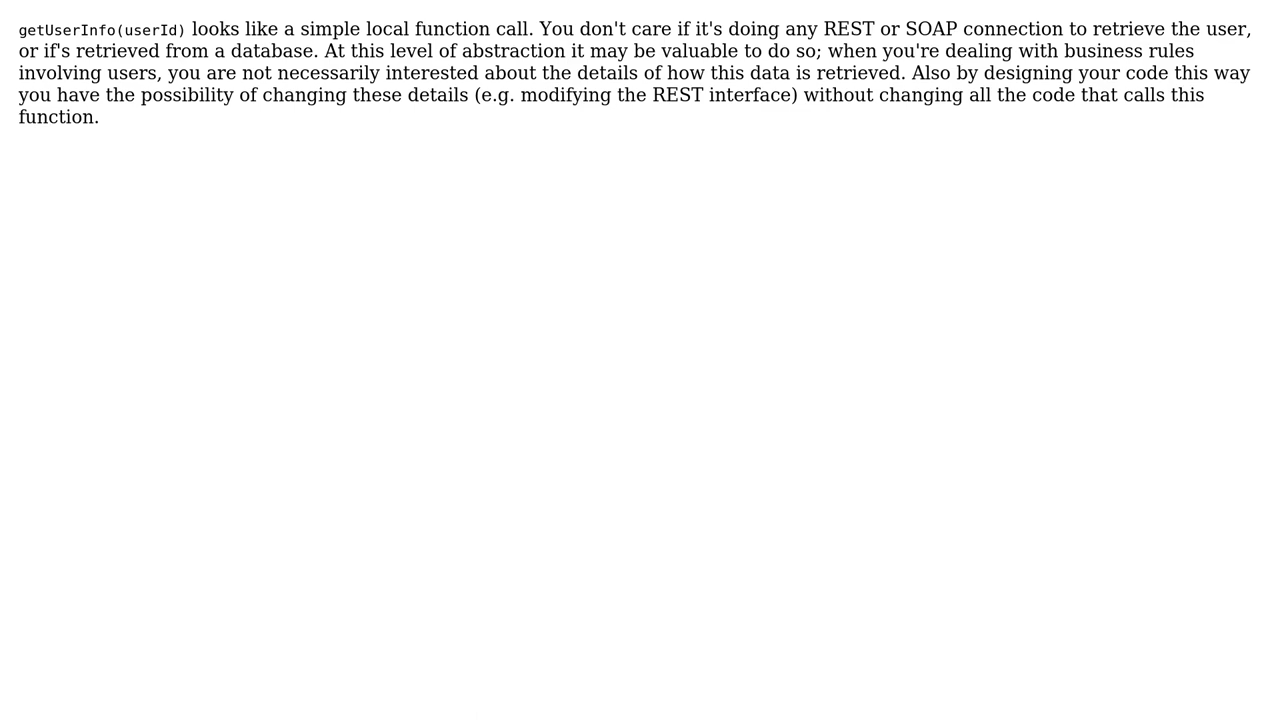 getUserInfo(userId) looks like a simple local function call. You don't care if it's doing any REST or SOAP connection to retrieve the user,
or if's retrieved from a database. At this level of abstraction it may be valuable to do so; when you're dealing with business rules
involving users, you are not necessarily interested about the details of how this data is retrieved. Also by designing your code this way
you have the possibility of changing these details (e.g. modifying the REST interface) without changing all the code that calls this
function.